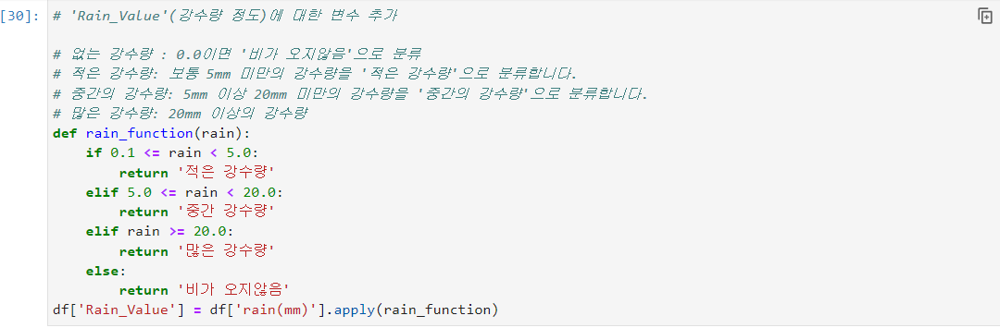 [30]: # 'Rain_Value'(강수량 정도)에 대한 변수 추가
# 없는 강수량 : 0.0이면 '비가 오지않음'으로 분류
# 적은 강수량: 보통 5mm 미만의 강수량을 '적은 강수량'으로 분류합니다.
# 중간의 강수량: 5mm 이상 20mm 미만의 강수량을 '중간의 강수량'으로 분류합니다.
# 많은 강수량: 20mm 이상의 강수량
def rain_function(rain):
    if 0.1 <= rain < 5.0:
        return '적은 강수량'
    elif 5.0 <= rain < 20.0:
        return '중간 강수량'
    elif rain >= 20.0:
        return '많은 강수량'
    else:
        return '비가 오지않음'
df['Rain_Value'] = df['rain(mm)'].apply(rain_function)